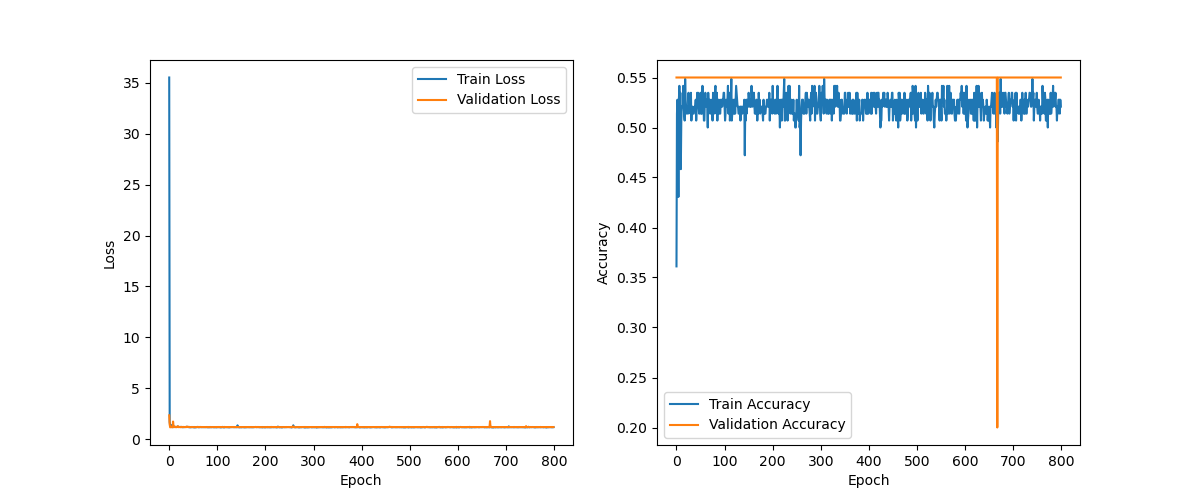 35
30
25
20
15
10
5
0
Loss
0 100 200 300 400 500 600 700 800
Epoch
Train Loss
Validation Loss
0.55
0.50
0.45
0.40
0.35
0.30
0.25
0.20
Accuracy
0 100 200 300 400 500 600 700 800
Epoch
Train Accuracy
Validation Accuracy